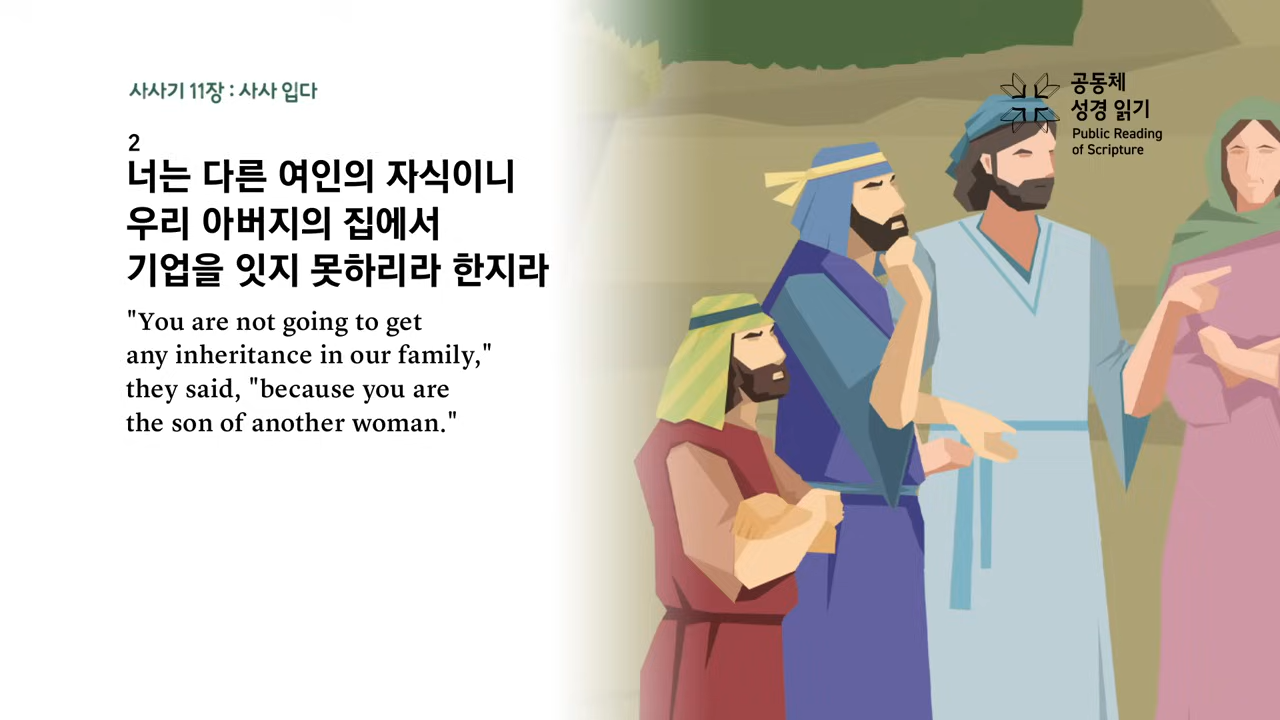 사사기 11장 : 사사 입다
2
너는 다른 여인의 자식이니
우리 아버지의 집에서
기업을 잇지 못하리라 한지라
"You are not going to get
any inheritance in our family,"
they said, "because you are
the son of another woman."
공동체
성경 읽기
Public Reading
of Scripture